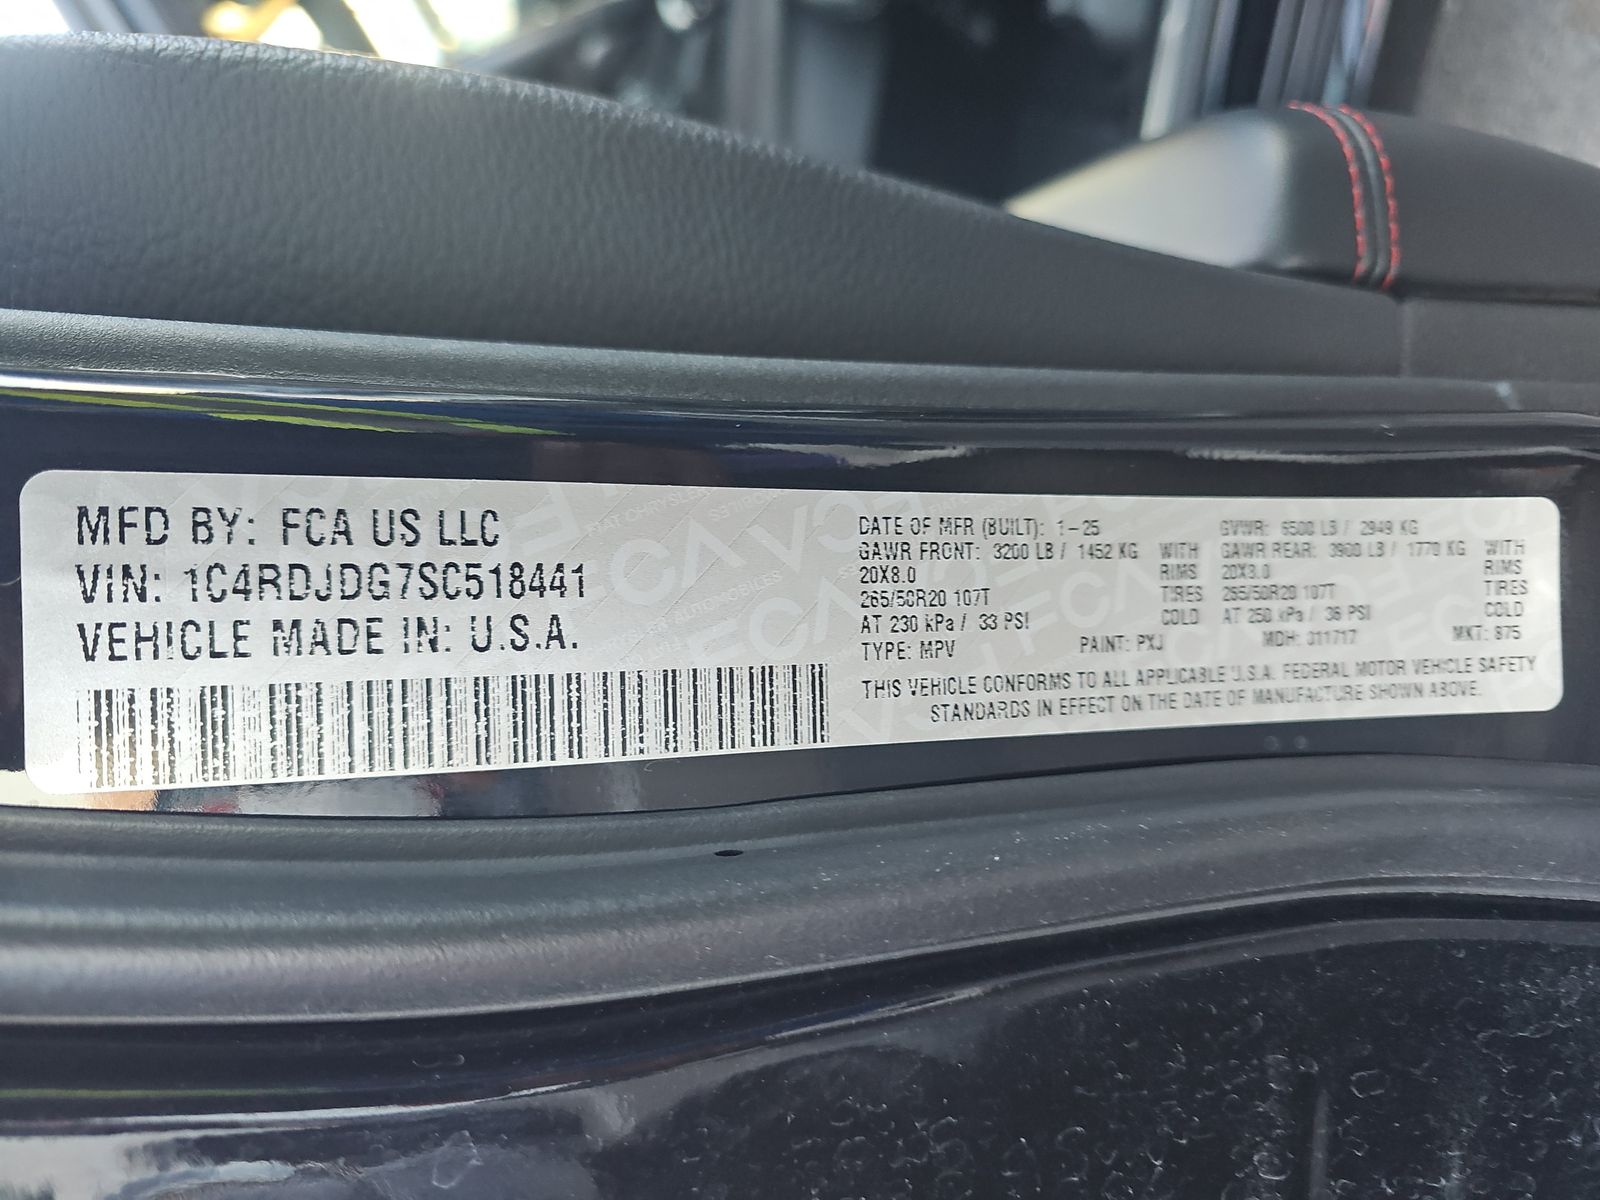 MFD BY: FCA US LLC
VIN: 1C4RDJDG7SC518441
VEHICLE MADE IN: U.S.A.
DATE OF MFR (BUILT): 1-25 GVWR: 6500 LB / 2949 KG
GAWR FRONT: 3200 LB / 1452 KG WITH GAWR REAR: 3900 LB / 1770 KG WITH
20X8.0 RIMS 20X8.0 RIMS
265/50R20 107T TIRES 265/50R20 107T TIRES
AT 230 kPa / 33 PSI COLD AT 250 kPa / 36 PSI COLD
TYPE: MPV PAINT: PXJ MDH: 011717 MKT: 875
THIS VEHICLE CONFORMS TO ALL APPLICABLE U.S.A. FEDERAL MOTOR VEHICLE SAFETY
STANDARDS IN EFFECT ON THE DATE OF MANUFACTURE SHOWN ABOVE.